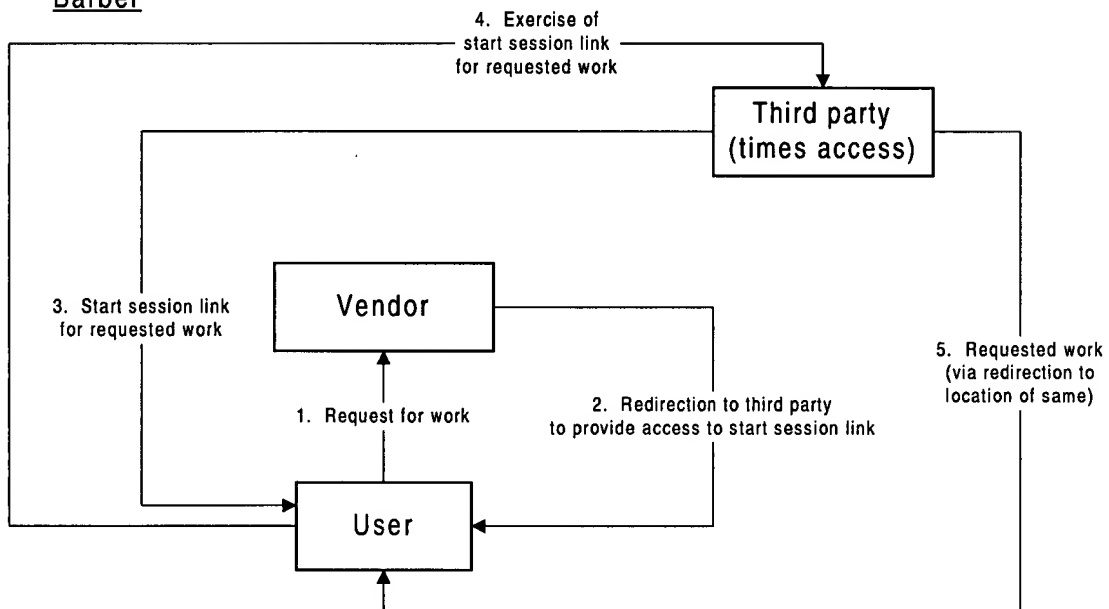 Barber
4. Exercise of
start session link
for requested work
Third party
(times access)
3. Start session link
for requested work
Vendor
5. Requested work
(via redirection to
location of same)
1. Request for work
2. Redirection to third party
to provide access to start session link
User